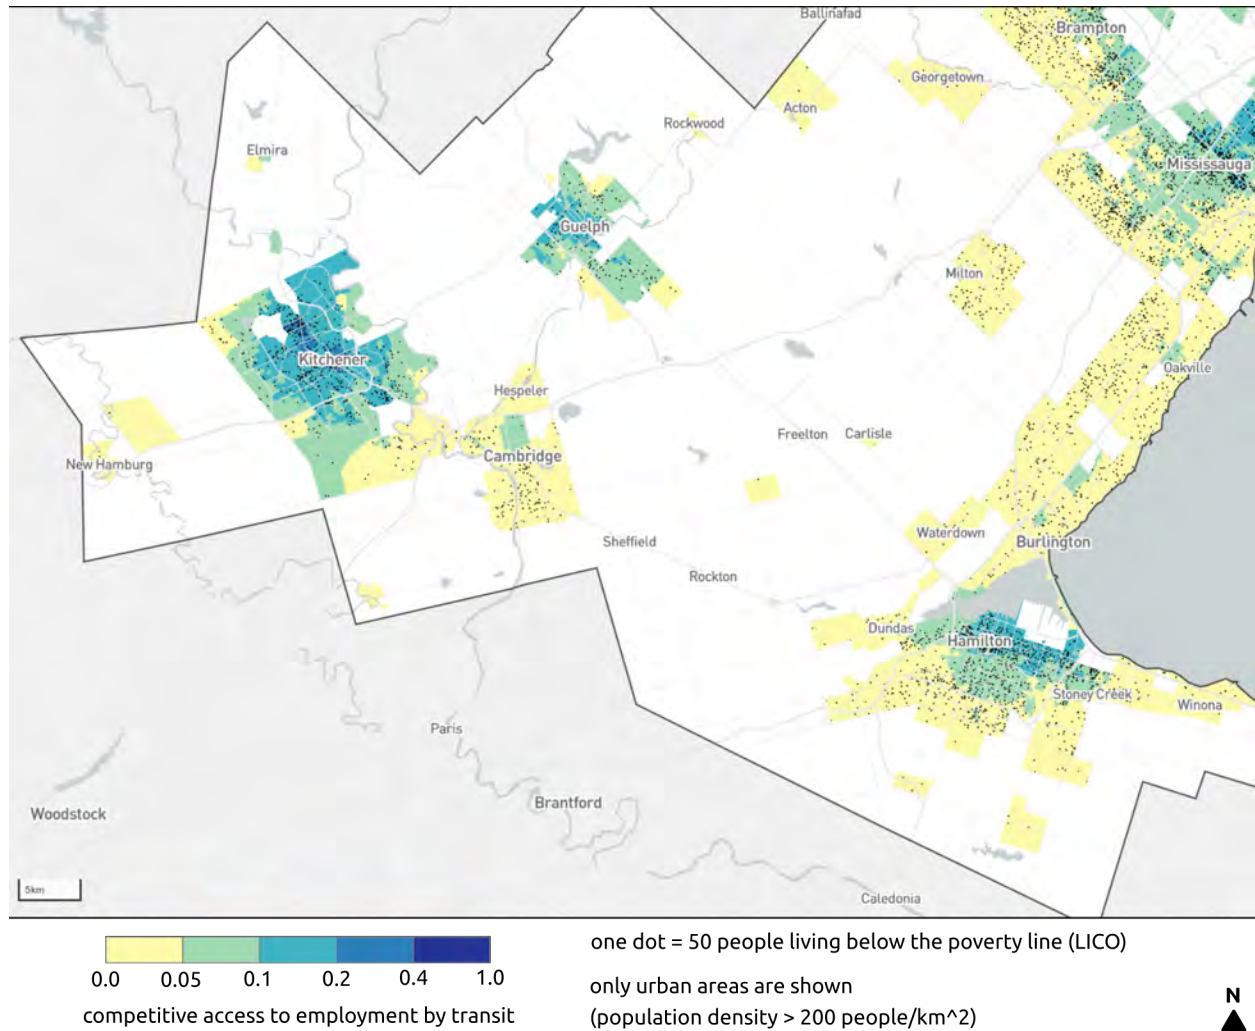 Ballinafad
Brampton
Georgetown
Acton
Rockwood
Elmira
Mississauga
Guelph
Milton
Kitchener
Oakville
Hespeler
Freelton
Carlisle
New Hamburg
Cambridge
Waterdown
Sheffield
Burlington
Rockton
Dundas
Hamilton
Stoney Creek
Winona
Paris
Woodstock
Brantford
5km
Caledonia
one dot = 50 people living below the poverty line (LICO)
0.0 0.05 0.1 0.2 0.4 1.0
only urban areas are shown
N
competitive access to employment by transit
(population density > 200 people/km^2)